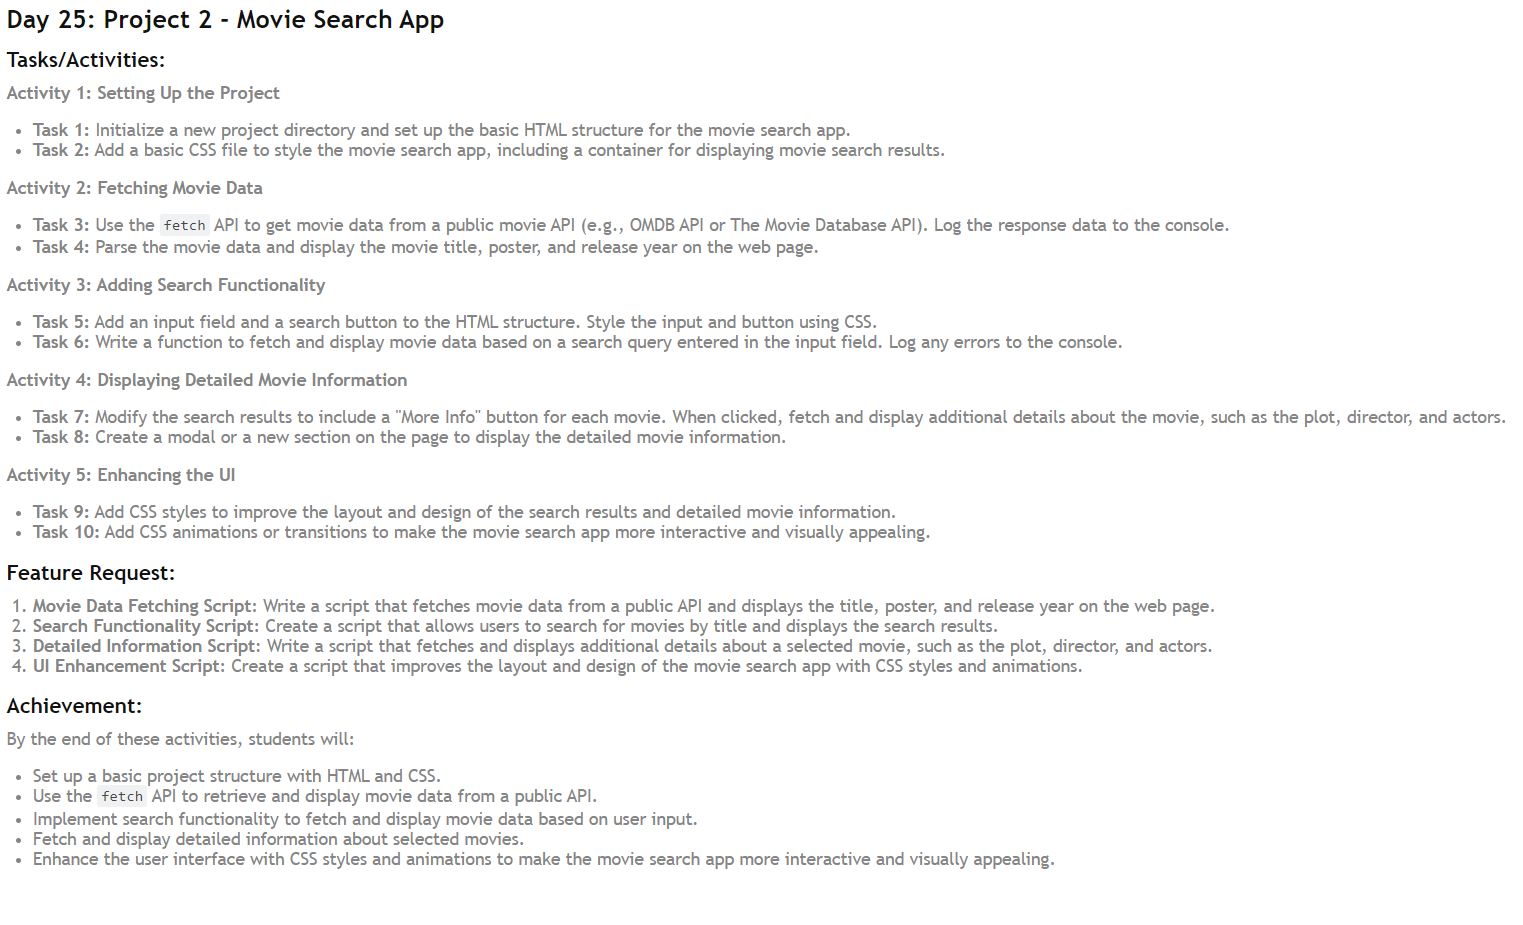 Day 25: Project 2 - Movie Search App
Tasks/Activities:
Activity 1: Setting Up the Project
• Task 1: Initialize a new project directory and set up the basic HTML structure for the movie search app.
• Task 2: Add a basic CSS file to style the movie search app, including a container for displaying movie search results.
Activity 2: Fetching Movie Data
• Task 3: Use the fetch API to get movie data from a public movie API (e.g., OMDB API or The Movie Database API). Log the response data to the console.
• Task 4: Parse the movie data and display the movie title, poster, and release year on the web page.
Activity 3: Adding Search Functionality
• Task 5: Add an input field and a search button to the HTML structure. Style the input and button using CSS.
• Task 6: Write a function to fetch and display movie data based on a search query entered in the input field. Log any errors to the console.
Activity 4: Displaying Detailed Movie Information
• Task 7: Modify the search results to include a "More Info" button for each movie. When clicked, fetch and display additional details about the movie, such as the plot, director, and actors.
• Task 8: Create a modal or a new section on the page to display the detailed movie information.
Activity 5: Enhancing the UI
• Task 9: Add CSS styles to improve the layout and design of the search results and detailed movie information.
• Task 10: Add CSS animations or transitions to make the movie search app more interactive and visually appealing.
Feature Request:
1. Movie Data Fetching Script: Write a script that fetches movie data from a public API and displays the title, poster, and release year on the web page.
2. Search Functionality Script: Create a script that allows users to search for movies by title and displays the search results.
3. Detailed Information Script: Write a script that fetches and displays additional details about a selected movie, such as the plot, director, and actors.
4. UI Enhancement Script: Create a script that improves the layout and design of the movie search app with CSS styles and animations.
Achievement:
By the end of these activities, students will:
• Set up a basic project structure with HTML and CSS.
• Use the fetch API to retrieve and display movie data from a public API.
• Implement search functionality to fetch and display movie data based on user input.
• Fetch and display detailed information about selected movies.
• Enhance the user interface with CSS styles and animations to make the movie search app more interactive and visually appealing.